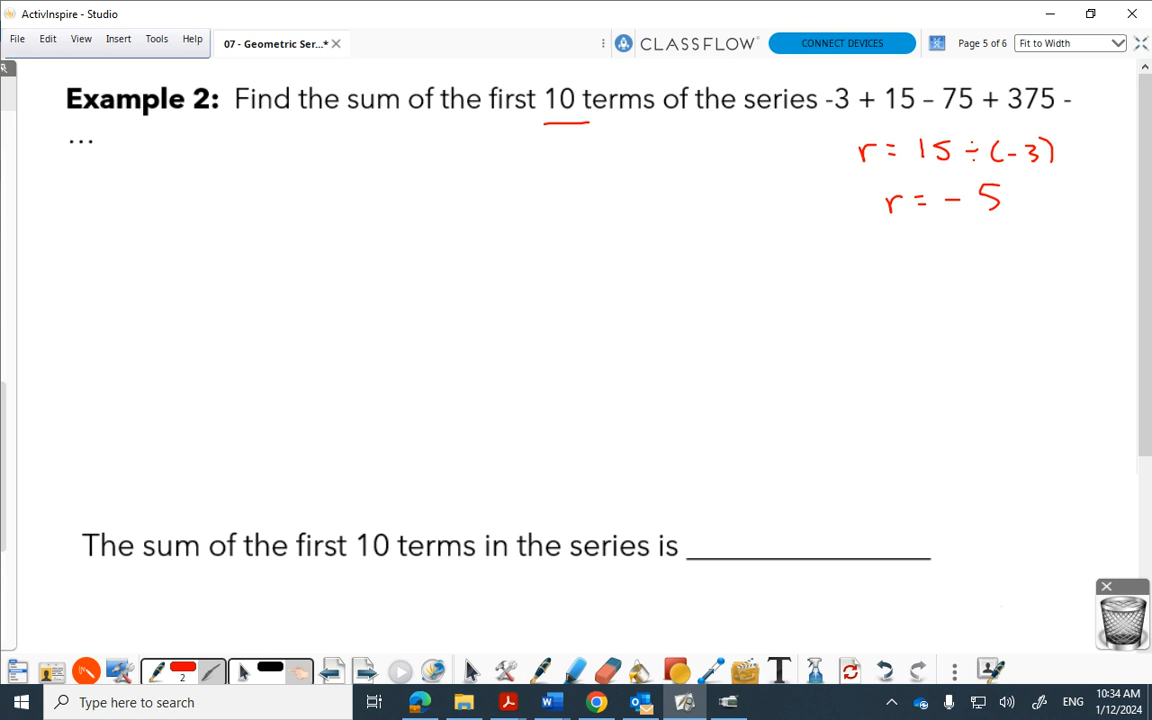 ActivInspire - Studio
File Edit View Insert Tools Help
07 - Geometric Ser...*
CLASSFLOW
CONNECT DEVICES
Page 5 of 6
Fit to Width
Example 2: Find the sum of the first 10 terms of the series -3 + 15 – 75 + 375 -
...
r = 15 ÷ (-3)
r = - 5
The sum of the first 10 terms in the series is ________________
2
T
Type here to search
ENG
10:34 AM
1/12/2024